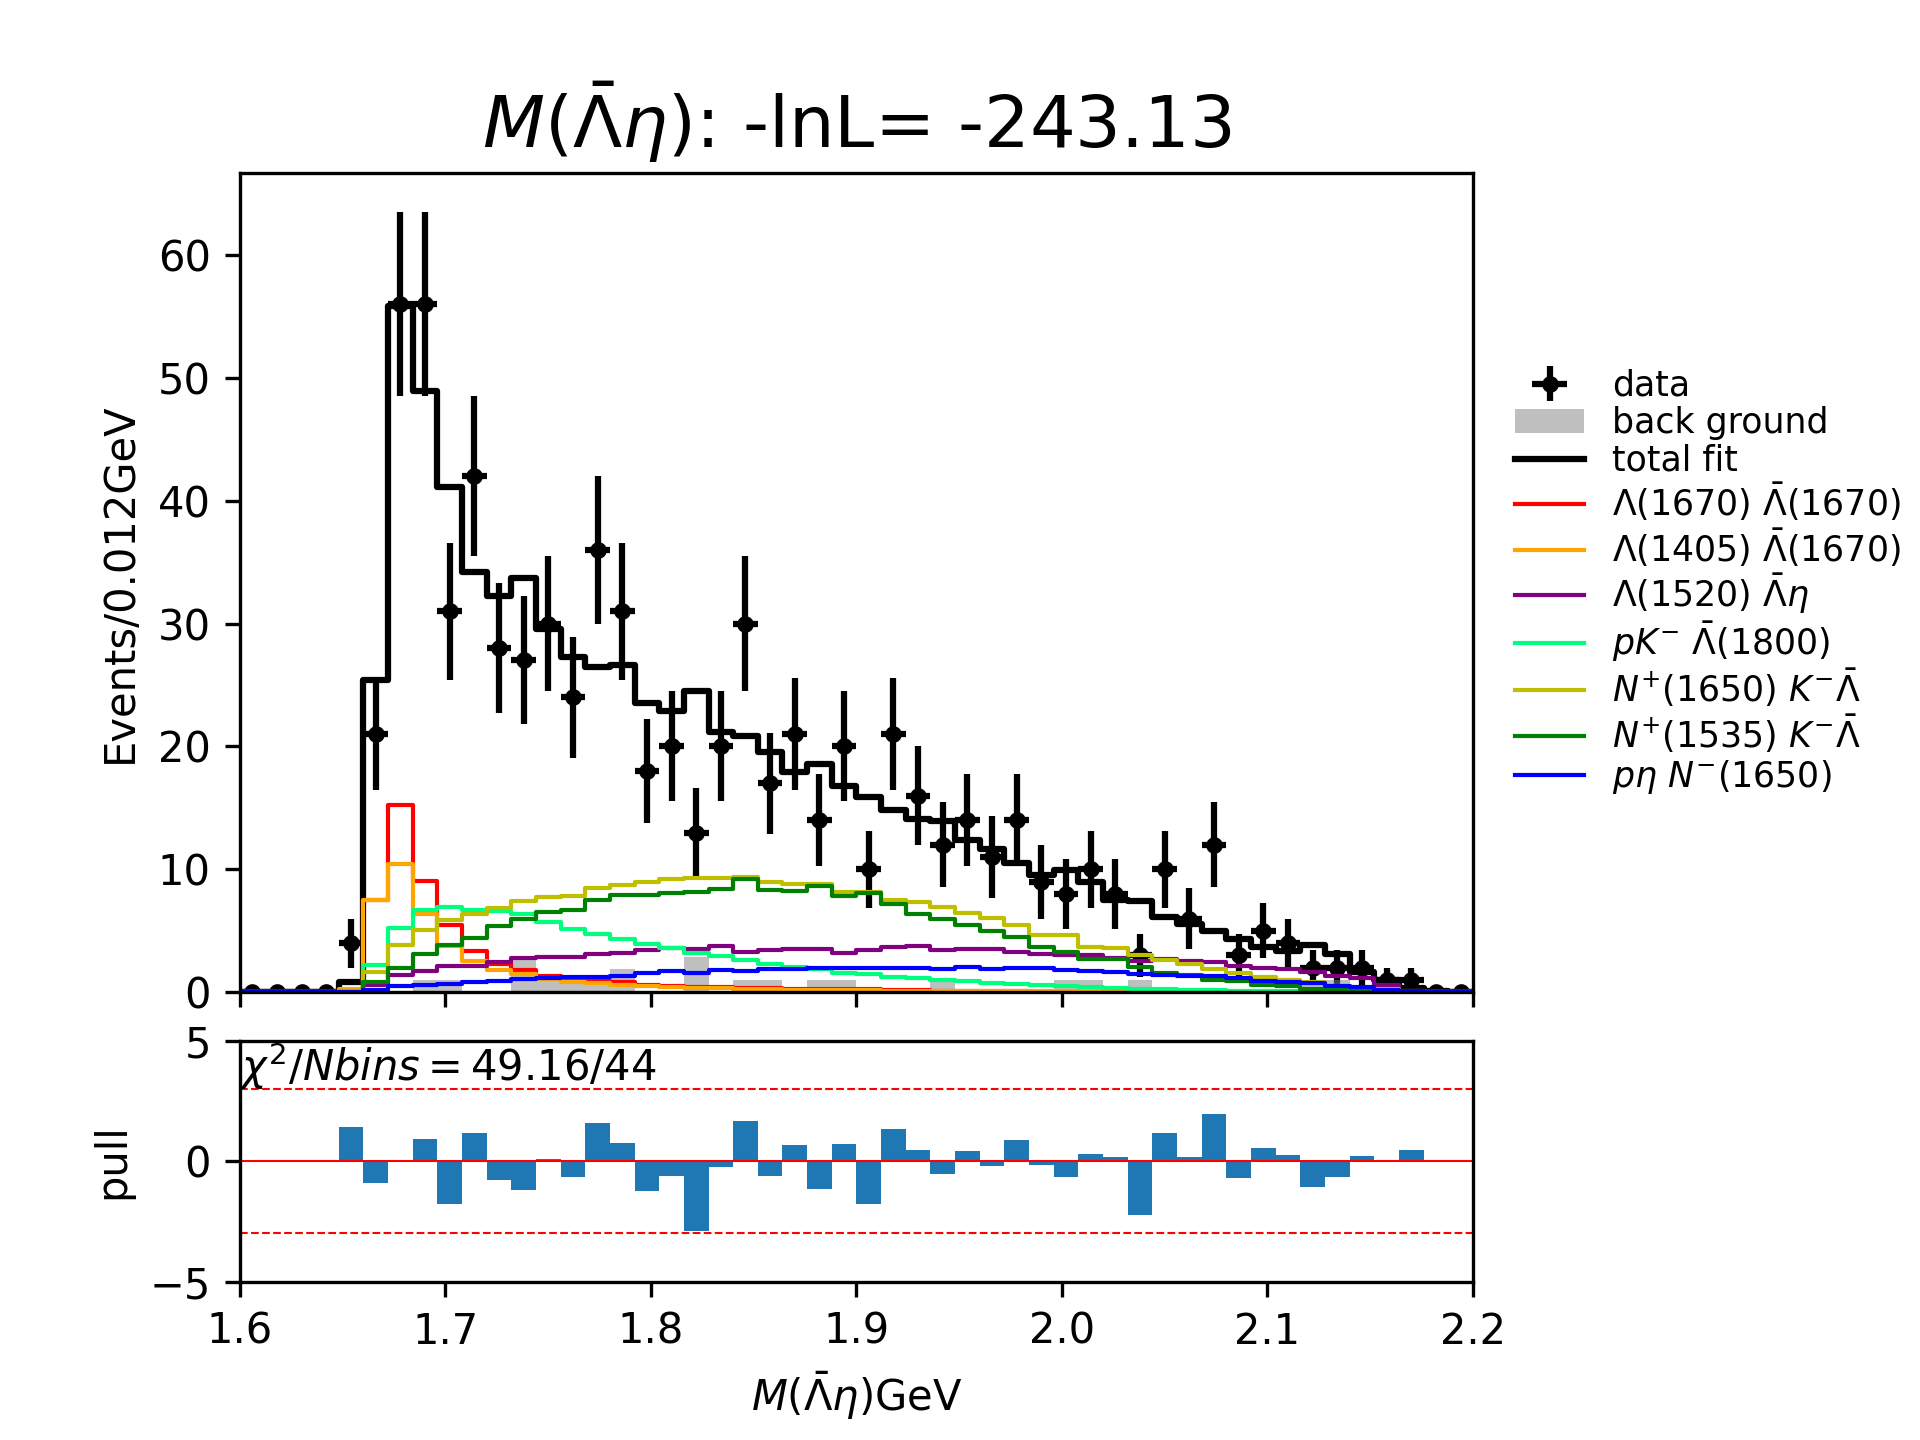 M(Λ̄η): -lnL= -243.13
Events/0.012GeV
60
50
40
30
20
10
0
data
back ground
total fit
Λ(1670) Λ̄(1670)
Λ(1405) Λ̄(1670)
Λ(1520) Λ̄η
pK⁻ Λ̄(1800)
N⁺(1650) K⁻Λ̄
N⁺(1535) K⁻Λ̄
pη N⁻(1650)
χ²/Nbins = 49.16/44
pull
5
0
−5
1.6 1.7 1.8 1.9 2.0 2.1 2.2
M(Λ̄η)GeV